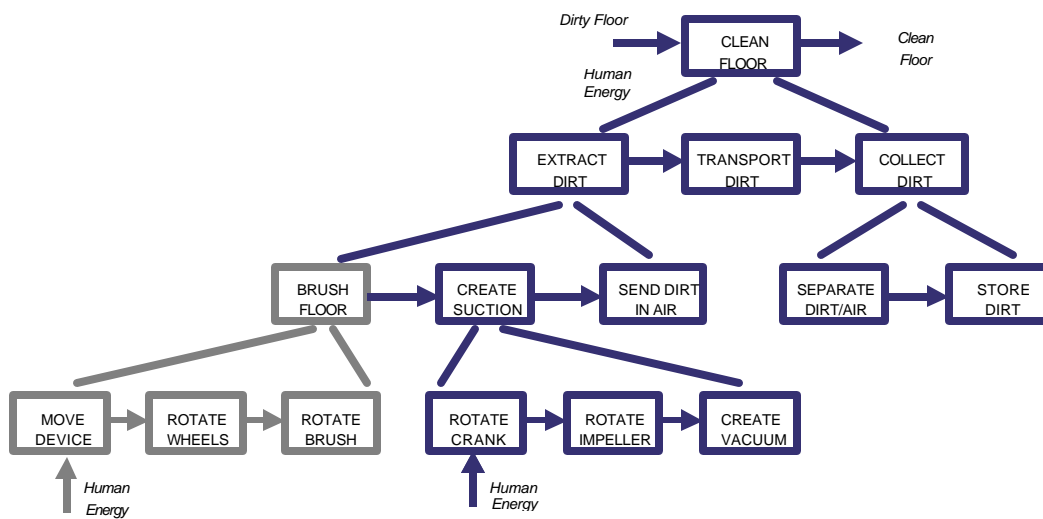 Dirty Floor
CLEAN
FLOOR
Clean
Floor
Human
Energy
EXTRACT
DIRT
TRANSPORT
DIRT
COLLECT
DIRT
BRUSH
FLOOR
CREATE
SUCTION
SEND DIRT
IN AIR
SEPARATE
DIRT/AIR
STORE
DIRT
MOVE
DEVICE
ROTATE
WHEELS
ROTATE
BRUSH
ROTATE
CRANK
ROTATE
IMPELLER
CREATE
VACUUM
Human
Energy
Human
Energy